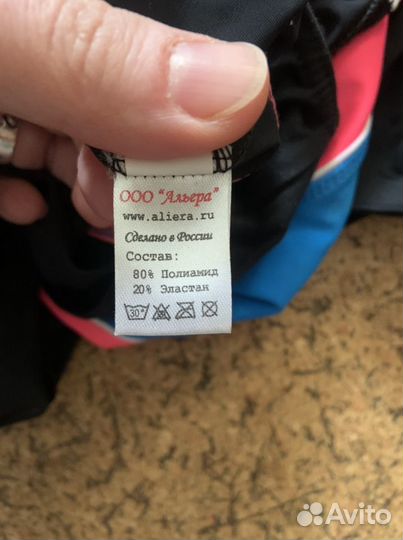 ООО "Альера"
www.aliera.ru
Сделано в России
Состав:
80% Полиамид
20% Эластан
30°
Avito